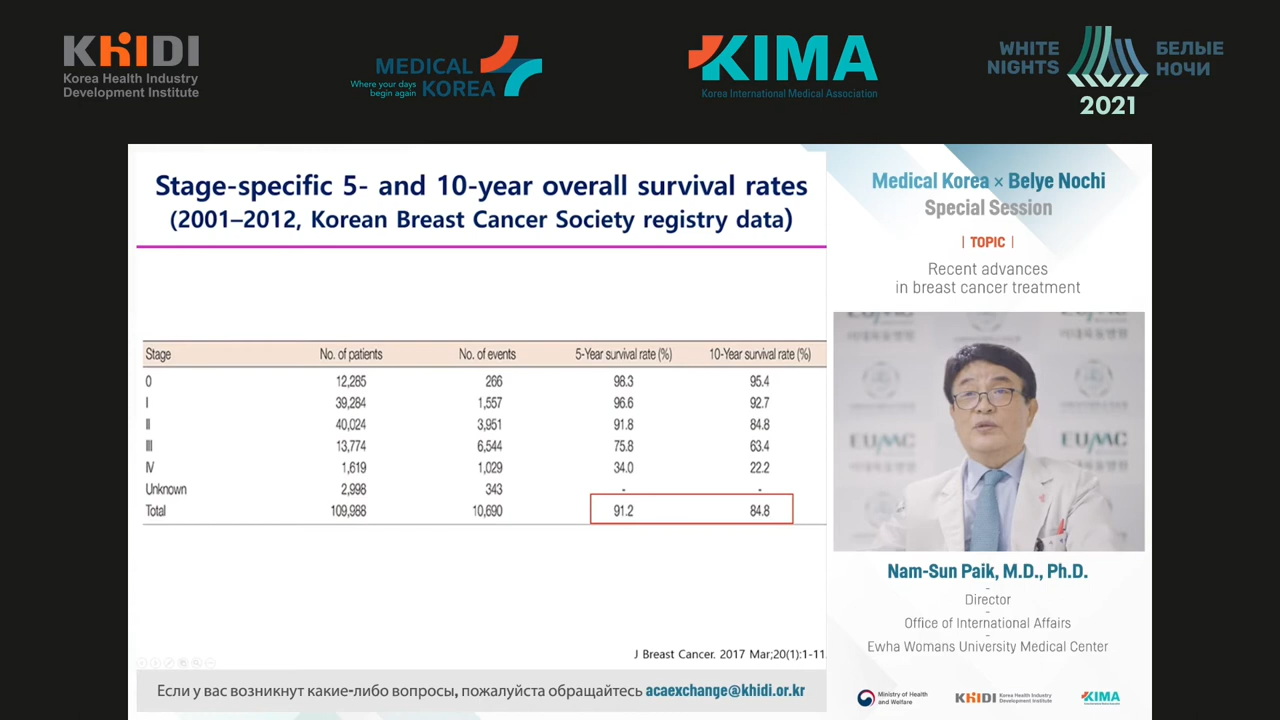 KHIDI
Korea Health Industry
Development Institute
MEDICAL
KOREA
Where your days
begin again
KIMA
Korea International Medical Association
WHITE
NIGHTS
БЕЛЫЕ
НОЧИ
2021
Stage-specific 5- and 10-year overall survival rates
(2001–2012, Korean Breast Cancer Society registry data)
Stage No. of patients No. of events 5-Year survival rate (%) 10-Year survival rate (%)
0 12,285 266 98.3 95.4
I 39,284 1,557 96.6 92.7
II 40,024 3,951 91.8 84.8
III 13,774 6,544 75.8 63.4
IV 1,619 1,029 34.0 22.2
Unknown 2,998 343 - -
Total 109,988 10,690 91.2 84.8
J Breast Cancer. 2017 Mar;20(1):1-11.
Если у вас возникнут какие-либо вопросы, пожалуйста обращайтесь acaexchange@khidi.or.kr
Medical Korea × Belye Nochi
Special Session
| TOPIC |
Recent advances
in breast cancer treatment
EUMC
EUMC
Nam-Sun Paik, M.D., Ph.D.
-
Director
-
Office of International Affairs
-
Ewha Womans University Medical Center
Ministry of Health
and Welfare
KHIDI
Korea Health Industry
Development Institute
KIMA